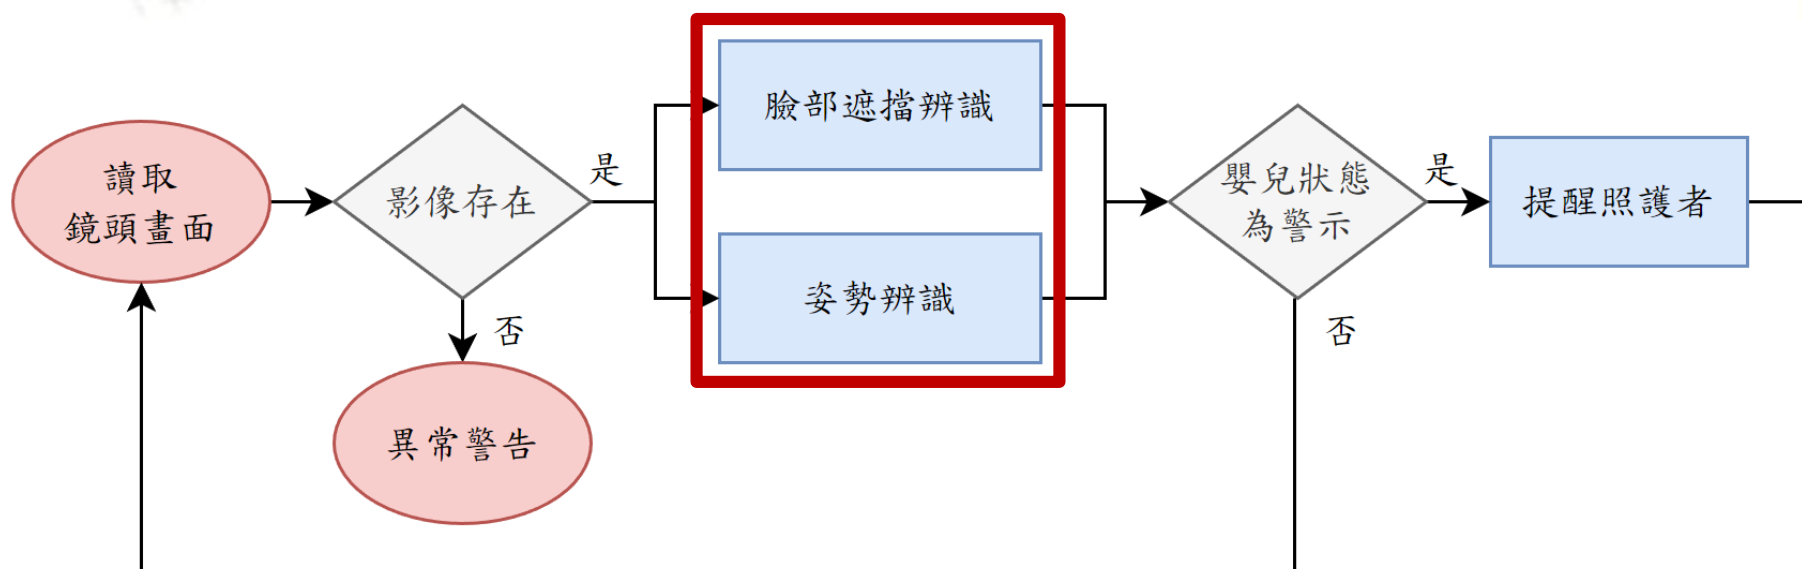 讀取
鏡頭畫面
影像存在
是
否
異常警告
臉部遮擋辨識
姿勢辨識
嬰兒狀態
為警示
是
否
提醒照護者